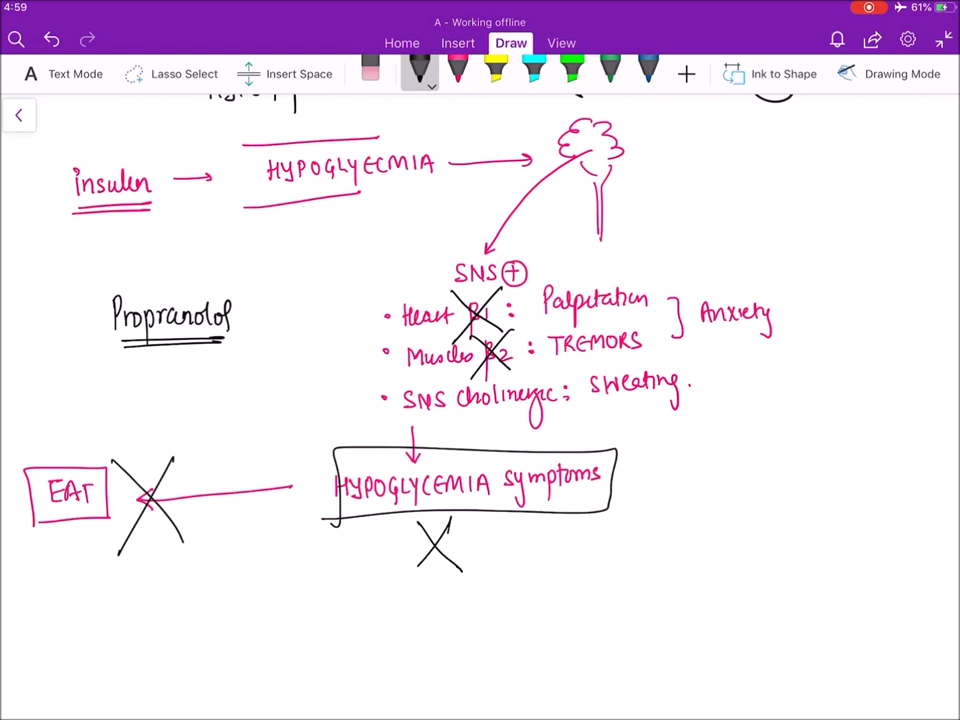 4:59
61%
A - Working offline
Home Insert Draw View
A Text Mode Lasso Select Insert Space Ink to Shape Drawing Mode
insulin → HYPOGLYECMIA →
SNS +
Propranolol
• Heart β1 : Palpitation
• Muscles β2 : TREMORS
Anxiety
• SNS cholinergic : Sweating.
EAT
HYPOGLYCEMIA symptoms
X